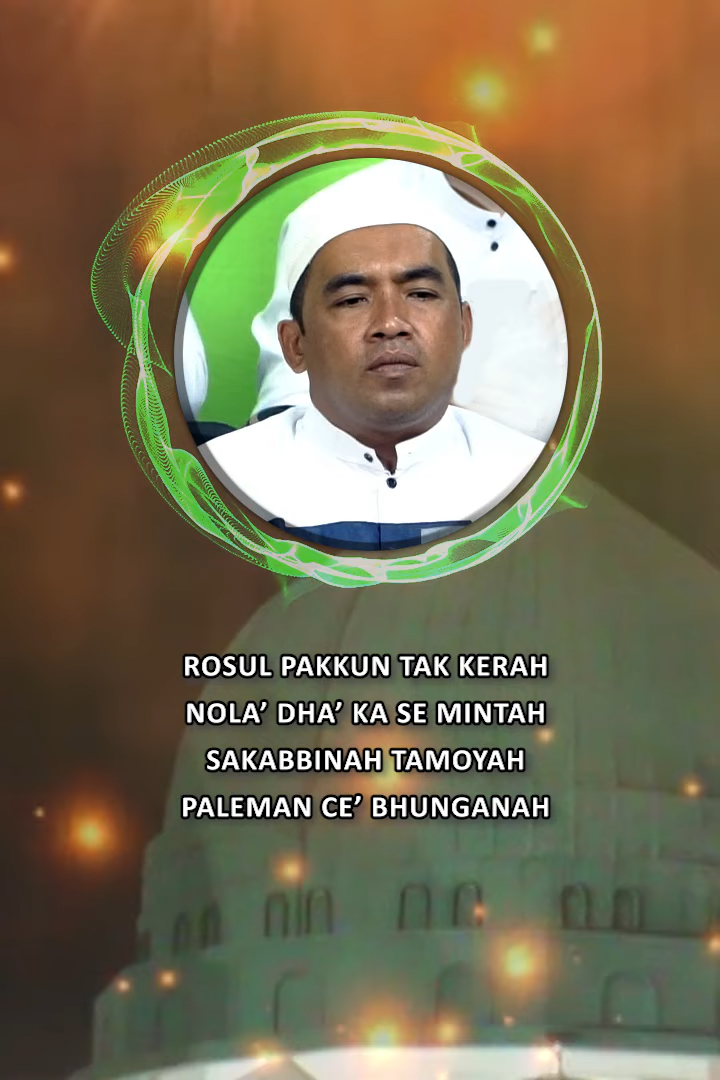 ROSUL PAKKUN TAK KERAH
NOLA’ DHA’ KA SE MINTAH
SAKABBINAH TAMOYAH
PALEMAN CE’ BHUNGANAH